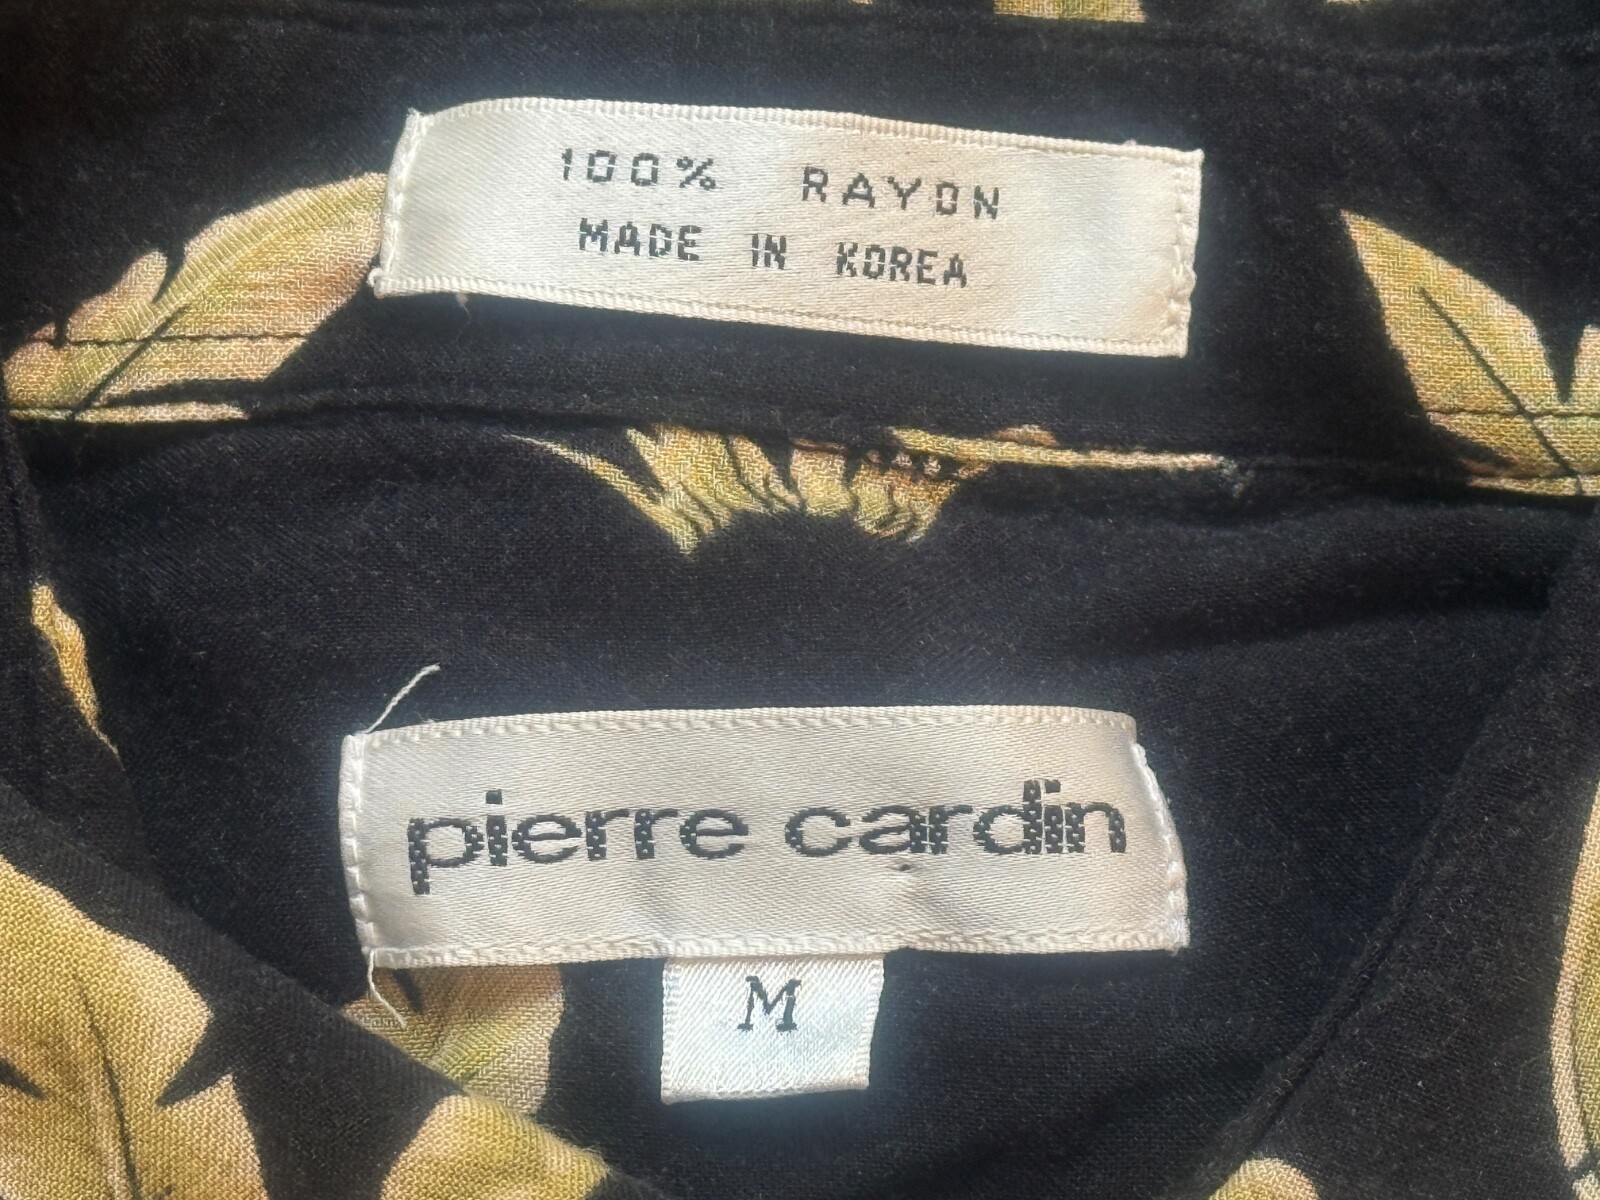 100% RAYON
MADE IN KOREA
pierre cardin
M